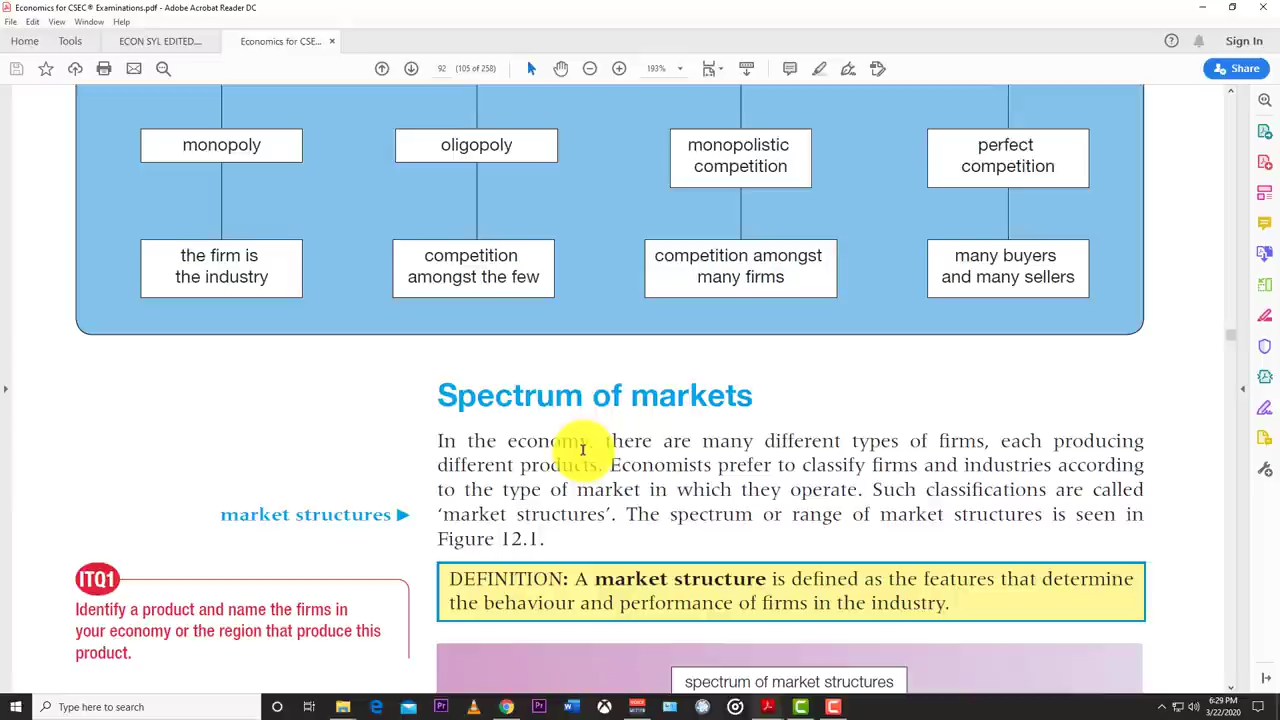 Economics for CSEC® Examinations.pdf - Adobe Acrobat Reader DC
File Edit View Window Help
Home Tools ECON SYL EDITED.... Economics for CSE... ×
Sign In
92 (105 of 258) 193%
Share
monopoly
oligopoly
monopolistic
competition
perfect
competition
the firm is
the industry
competition
amongst the few
competition amongst
many firms
many buyers
and many sellers
Spectrum of markets
In the economy, there are many different types of firms, each producing
different products. Economists prefer to classify firms and industries according
to the type of market in which they operate. Such classifications are called
market structures ▶
‘market structures’. The spectrum or range of market structures is seen in
Figure 12.1.
ITQ1
Identify a product and name the firms in
your economy or the region that produce this
product.
DEFINITION: A market structure is defined as the features that determine
the behaviour and performance of firms in the industry.
spectrum of market structures
Type here to search
6:29 PM
3/22/2020